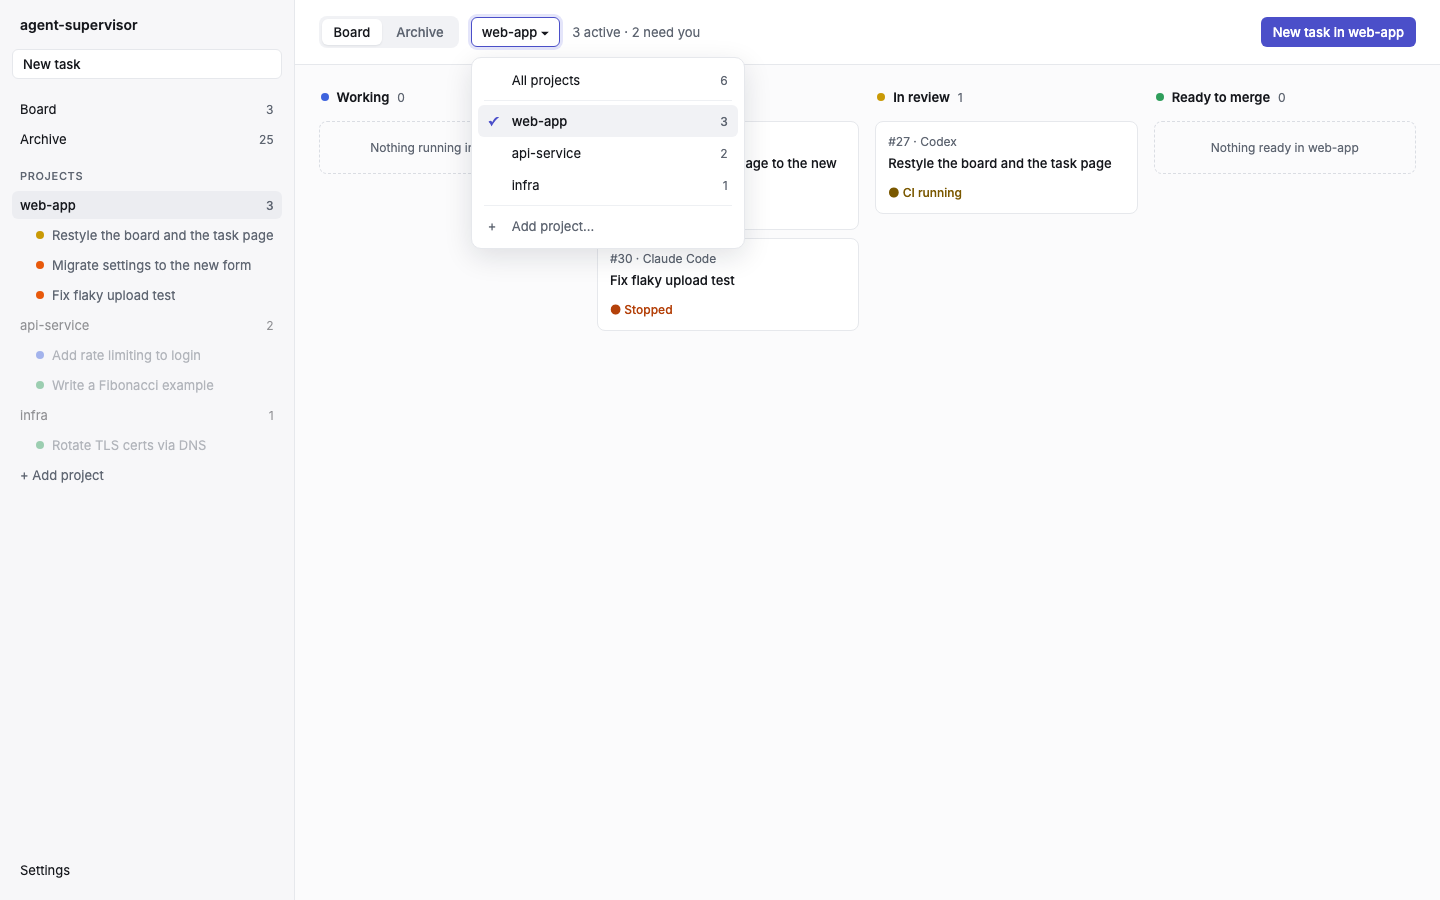 agent-supervisor
New task
Board 3
Archive 25
PROJECTS
web-app 3
Restyle the board and the task page
Migrate settings to the new form
Fix flaky upload test
api-service 2
Add rate limiting to login
Write a Fibonacci example
infra 1
Rotate TLS certs via DNS
+ Add project
Settings
Board Archive web-app 3 active · 2 need you New task in web-app
All projects 6
✓ web-app 3
api-service 2
infra 1
+ Add project...
Working 0
Nothing running
age to the new
#30 · Claude Code
Fix flaky upload test
Stopped
In review 1
#27 · Codex
Restyle the board and the task page
CI running
Ready to merge 0
Nothing ready in web-app